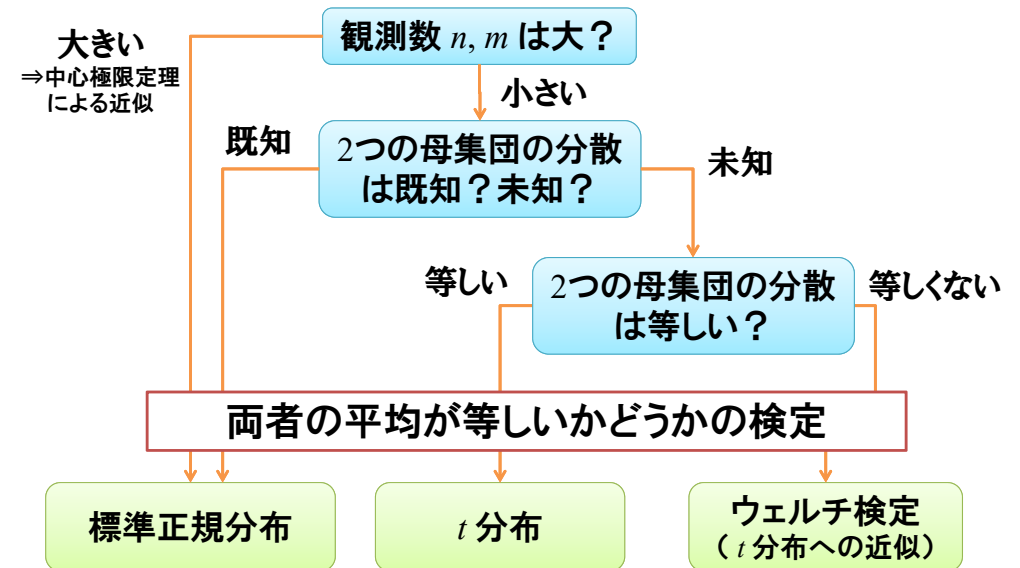 観測数 n, m は大？
大きい
⇒中心極限定理
による近似
小さい
既知
2つの母集団の分散
は既知？未知？
未知
等しい
2つの母集団の分散
は等しい？
等しくない
両者の平均が等しいかどうかの検定
標準正規分布
t 分布
ウェルチ検定
（ t 分布への近似）